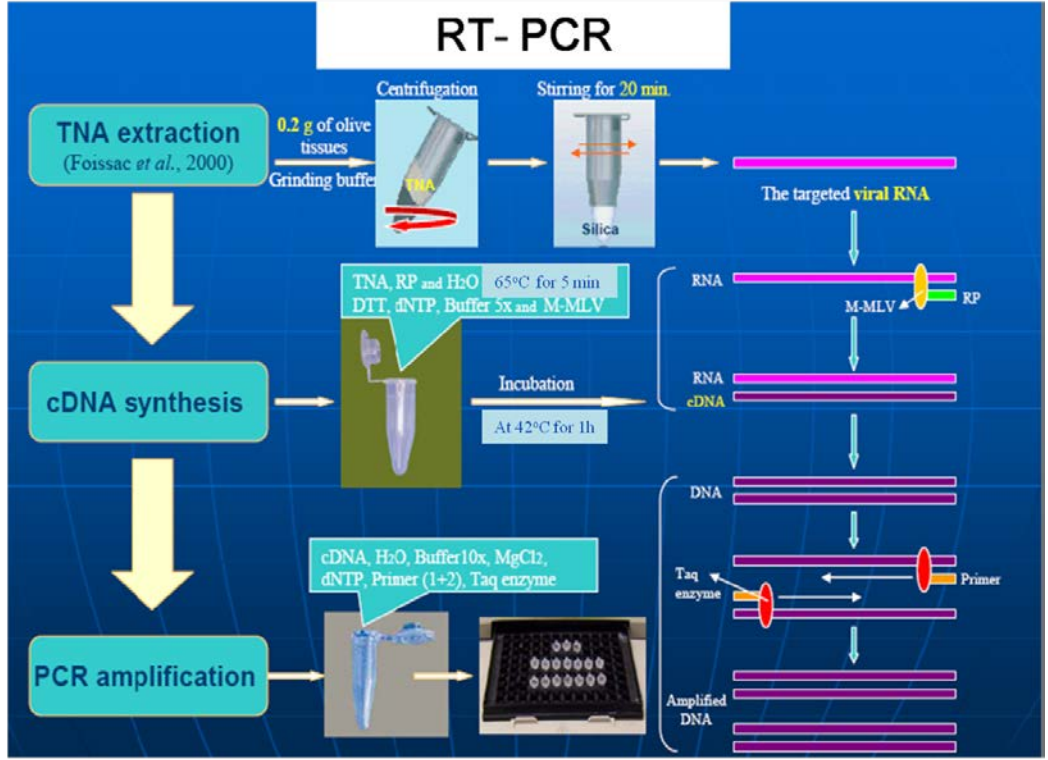 RT- PCR
TNA extraction
(Foissac et al., 2000)
0.2 g of olive
tissues
Grinding buffer
Centrifugation
TNA
Stirring for 20 min.
Silica
The targeted viral RNA
cDNA synthesis
TNA, RP and H2O 65°C for 5 min
DTT, dNTP, Buffer 5x and M-MLV
Incubation
At 42°C for 1h
RNA
M-MLV
RP
RNA
cDNA
DNA
Taq
enzyme
Primer
Amplified
DNA
PCR amplification
cDNA, H2O, Buffer10x, MgCl2,
dNTP, Primer (1+2), Taq enzyme